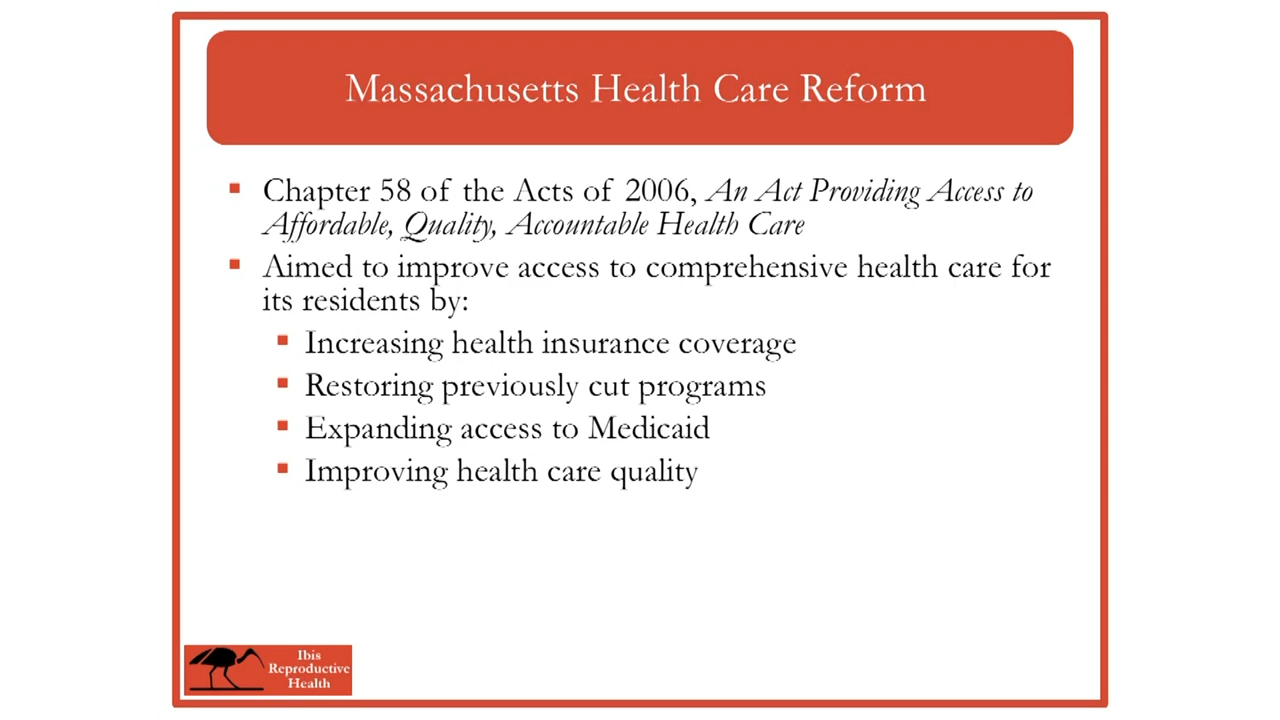 Massachusetts Health Care Reform
Chapter 58 of the Acts of 2006, An Act Providing Access to
Affordable, Quality, Accountable Health Care
Aimed to improve access to comprehensive health care for
its residents by:
Increasing health insurance coverage
Restoring previously cut programs
Expanding access to Medicaid
Improving health care quality
Ibis
Reproductive
Health